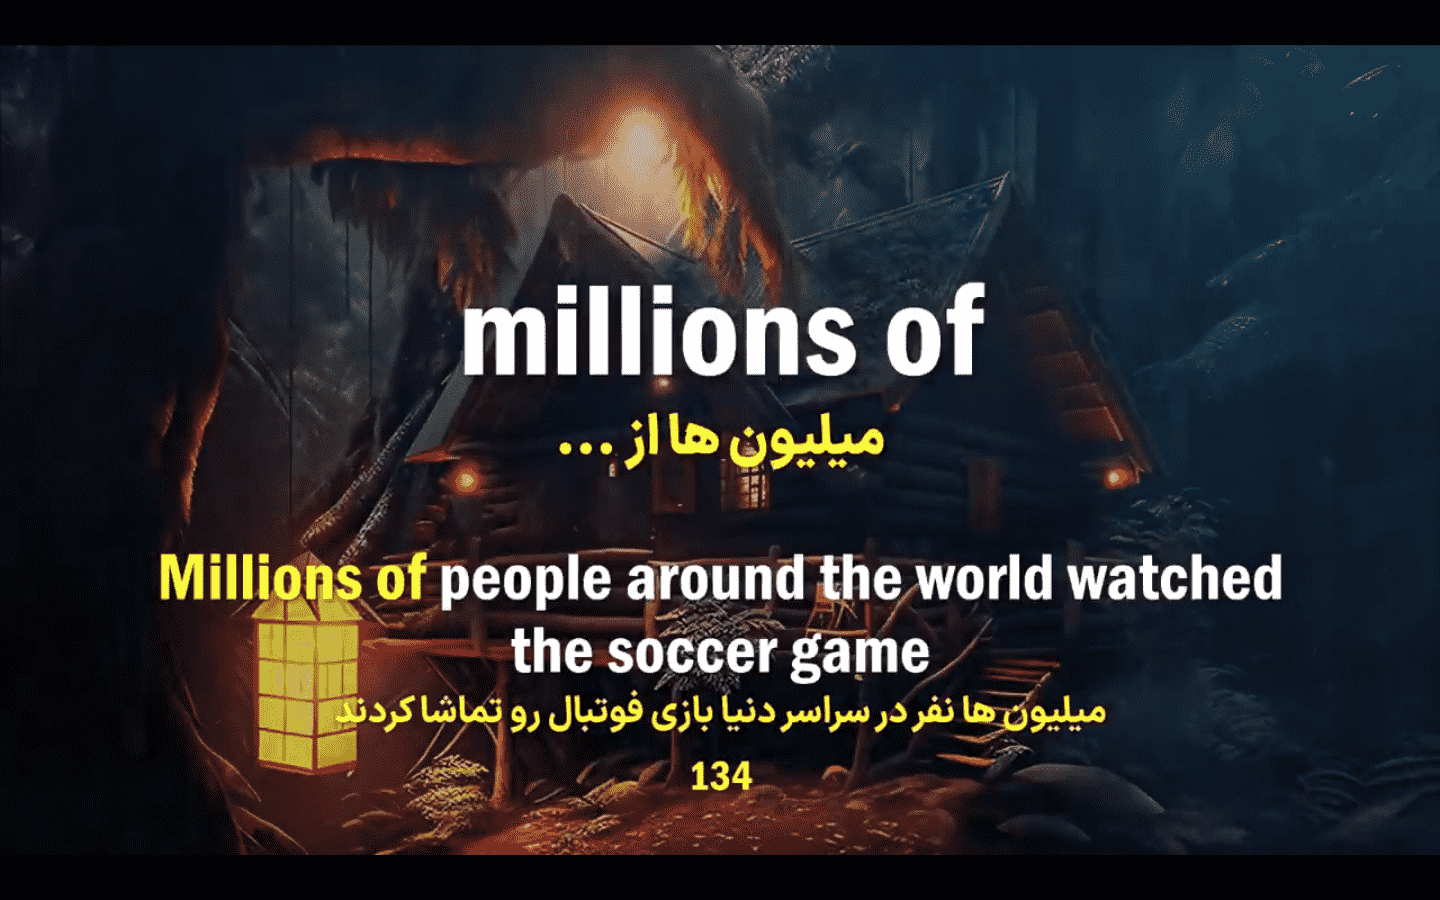 millions of
میلیون ها از ...
Millions of people around the world watched
the soccer game
میلیون ها نفر در سراسر دنیا بازی فوتبال رو تماشا کردند
134